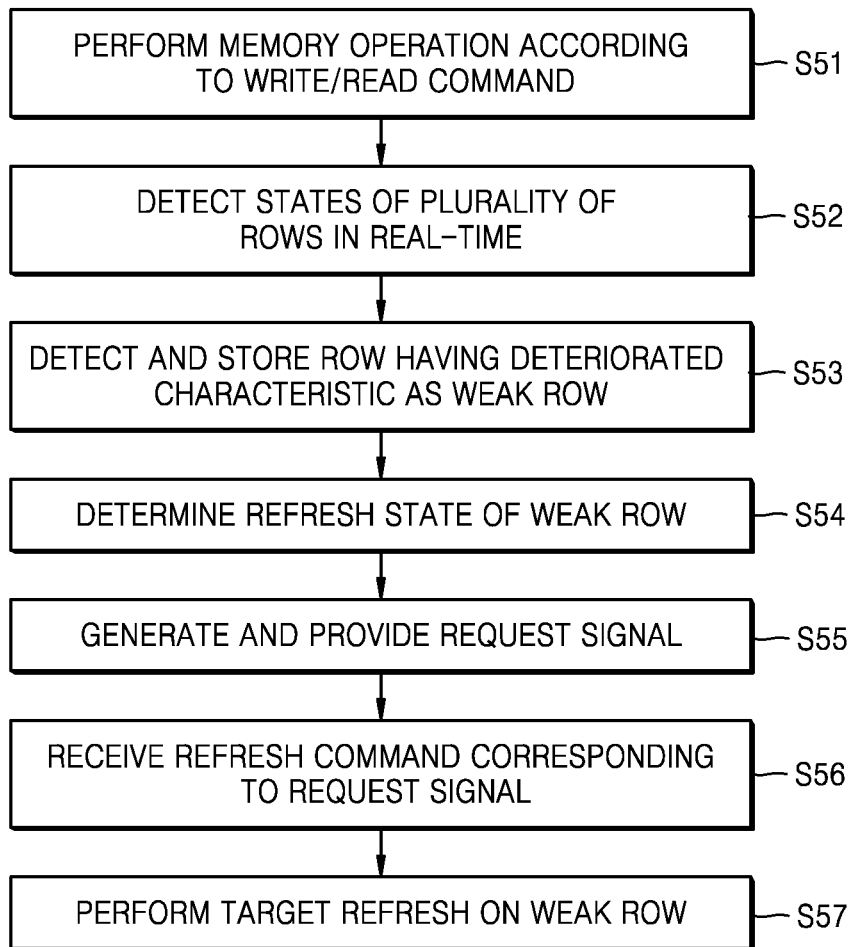 PERFORM MEMORY OPERATION ACCORDING
TO WRITE/READ COMMAND
S51
DETECT STATES OF PLURALITY OF
ROWS IN REAL-TIME
S52
DETECT AND STORE ROW HAVING DETERIORATED
CHARACTERISTIC AS WEAK ROW
S53
DETERMINE REFRESH STATE OF WEAK ROW
S54
GENERATE AND PROVIDE REQUEST SIGNAL
S55
RECEIVE REFRESH COMMAND CORRESPONDING
TO REQUEST SIGNAL
S56
PERFORM TARGET REFRESH ON WEAK ROW
S57